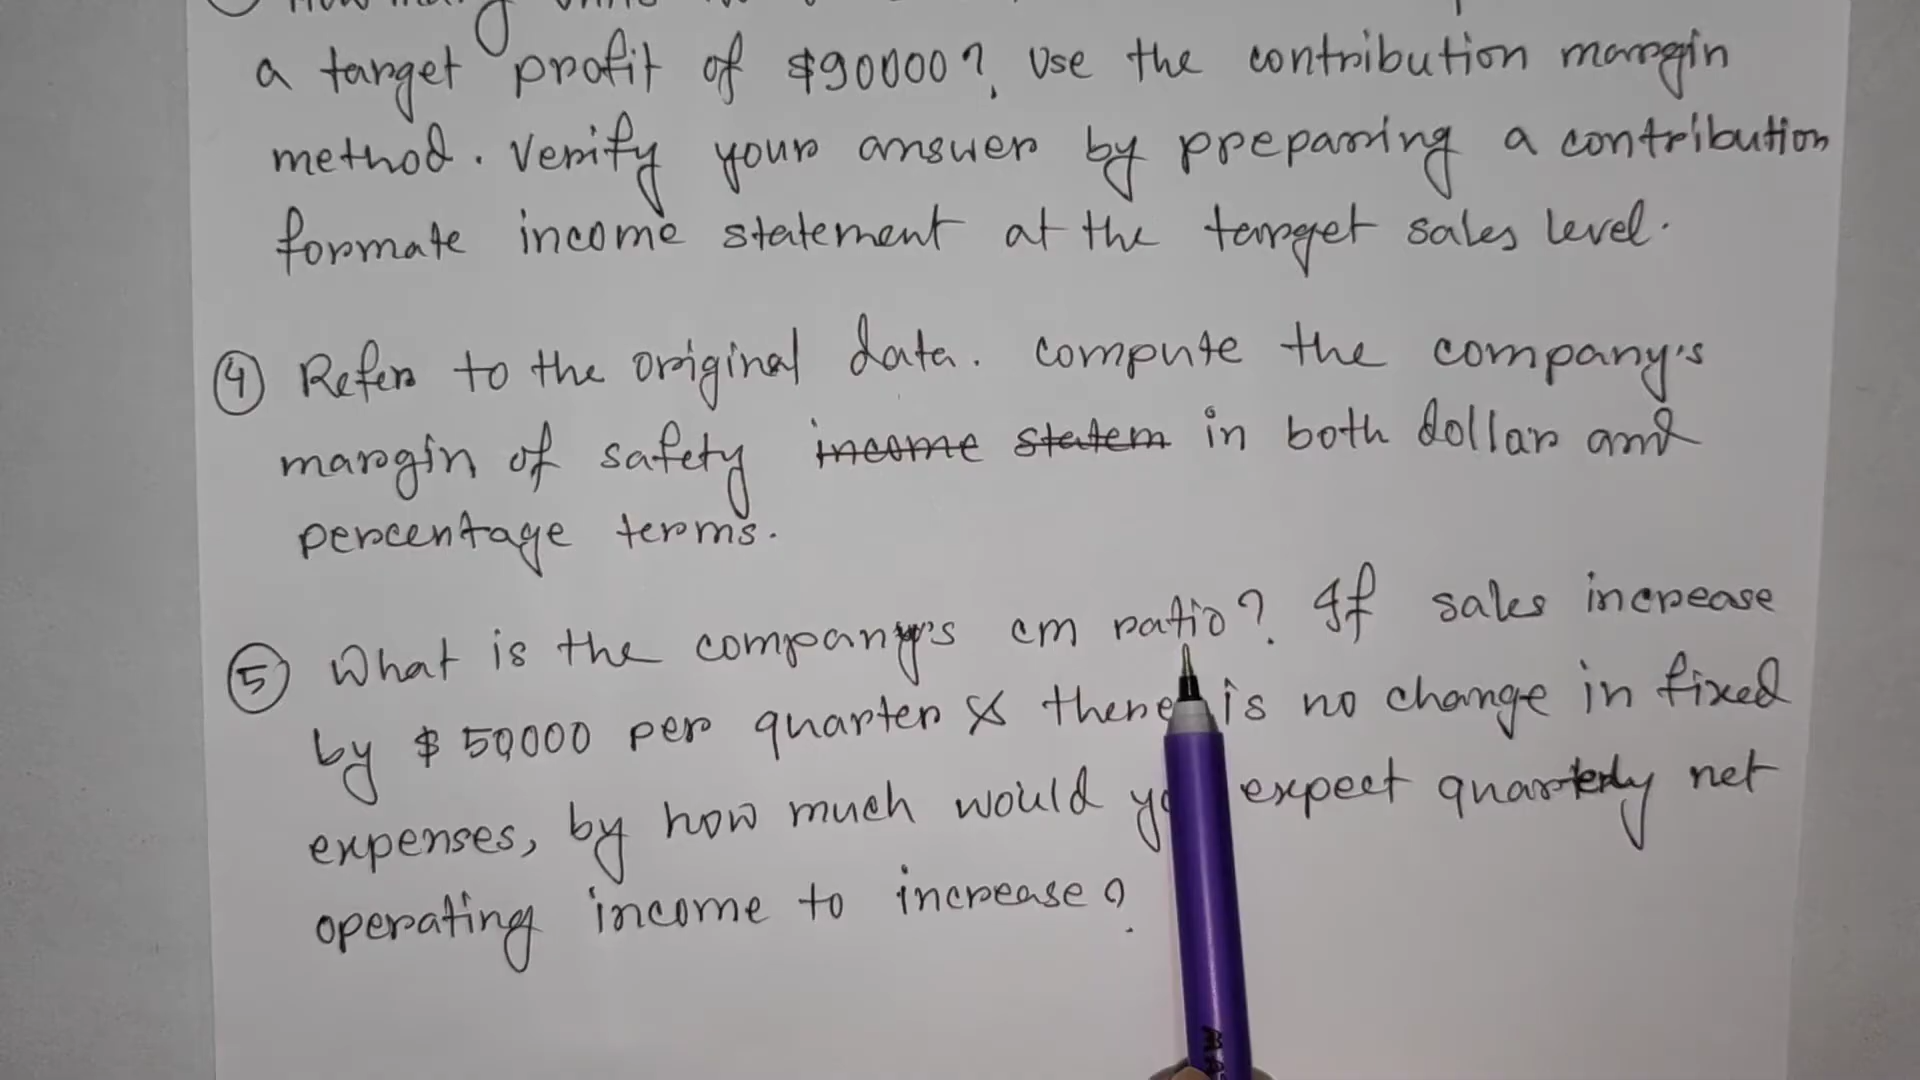 a target profit of $90000? Use the contribution margin
method. Verify your answer by preparing a contribution
formate income statement at the target sales level.
④ Refer to the original data. compute the company's
margin of safety income statem in both dollar and
percentage terms.
⑤ What is the company's cm ratio? If sales increase
by $50,000 per quarter & there is no change in fixed
expenses, by how much would expect quarterly net
operating income to increase?